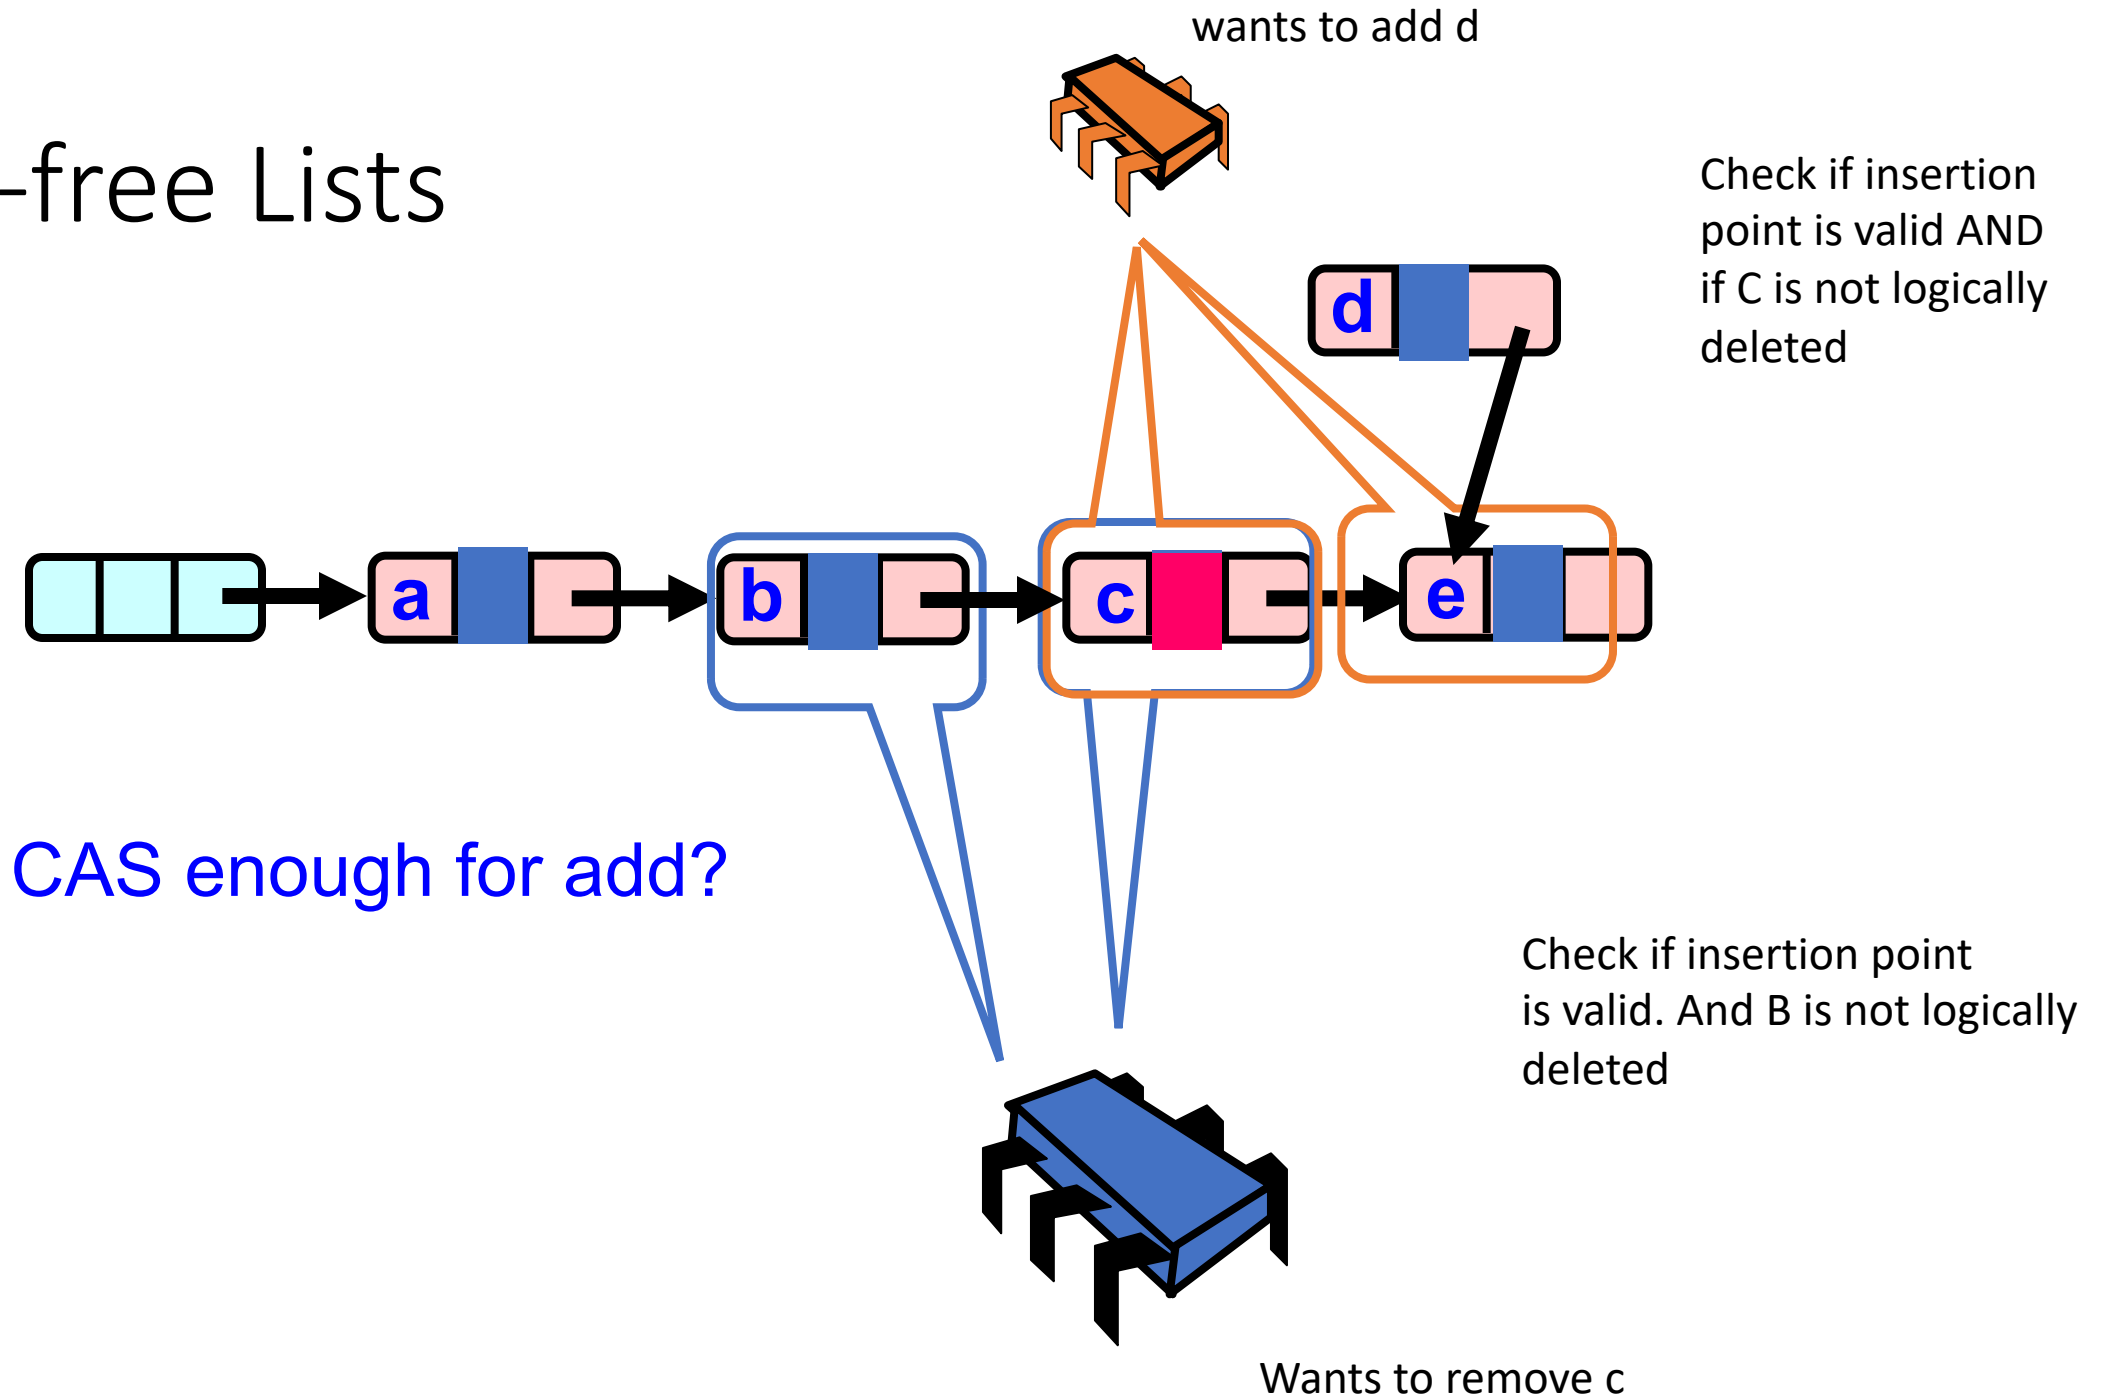 wants to add d
-free Lists
Check if insertion
point is valid AND
if C is not logically
deleted
d
a
b
c
e
CAS enough for add?
Check if insertion point
is valid. And B is not logically
deleted
Wants to remove c